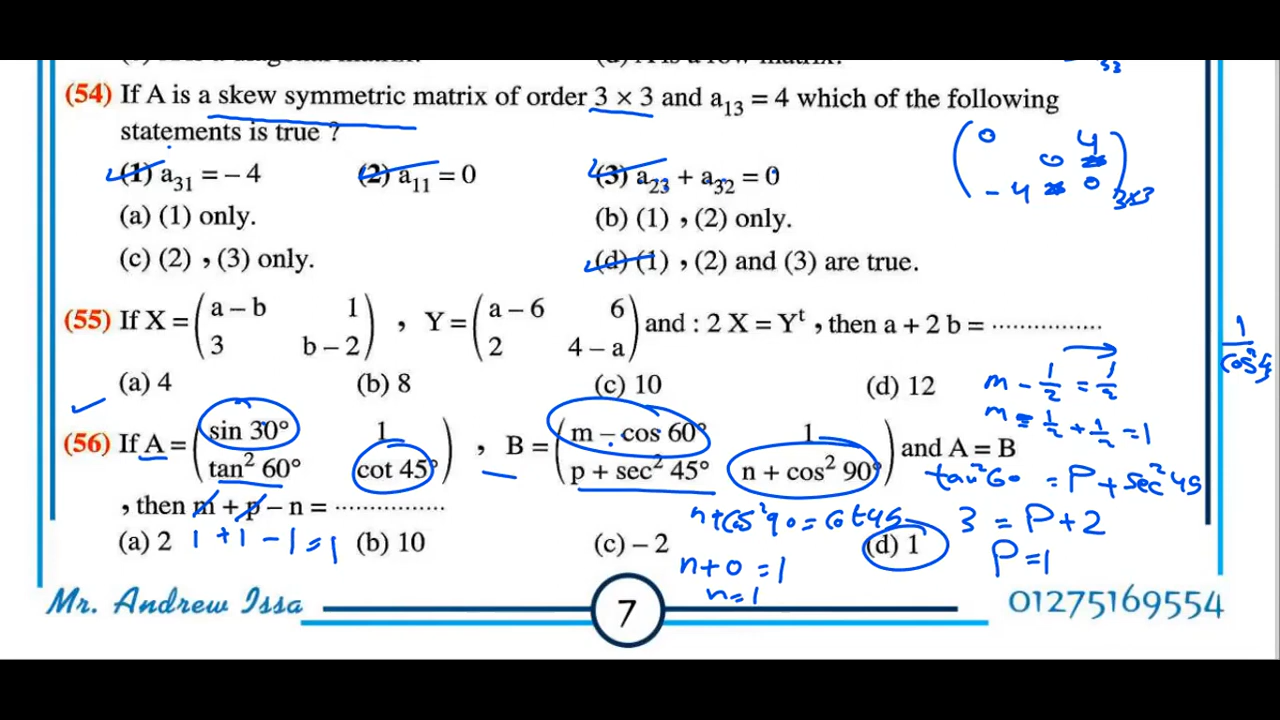 (54) If A is a skew symmetric matrix of order 3 × 3 and a₁₃ = 4 which of the following
statements is true ?
(1) a₃₁ = – 4 (2) a₁₁ = 0 (3) a₂₃ + a₃₂ = 0
(a) (1) only. (b) (1) , (2) only.
(c) (2) , (3) only. (d) (1) , (2) and (3) are true.
0 4
0
- 4 0 3×3
(55) If X = ( a – b 1 ; 3 b – 2 ) , Y = ( a – 6 6 ; 2 4 – a ) and : 2 X = Yᵗ , then a + 2 b = ..................
(a) 4 (b) 8 (c) 10 (d) 12
m - 1/2 = 1/2
m = 1/2 + 1/2 = 1
(56) If A = ( sin 30° 1 ; tan² 60° cot 45° ) , B = ( m – cos 60° 1 ; p + sec² 45° n + cos² 90° ) and A = B
, then m + p – n = ..................
(a) 2 (b) 10 (c) – 2 (d) 1
1 + 1 - 1 = 1
n + cos² 90 = cot 45
n + 0 = 1
n = 1
tan² 60 = P + sec² 45
3 = P + 2
P = 1
Mr. Andrew Issa 7 01275169554